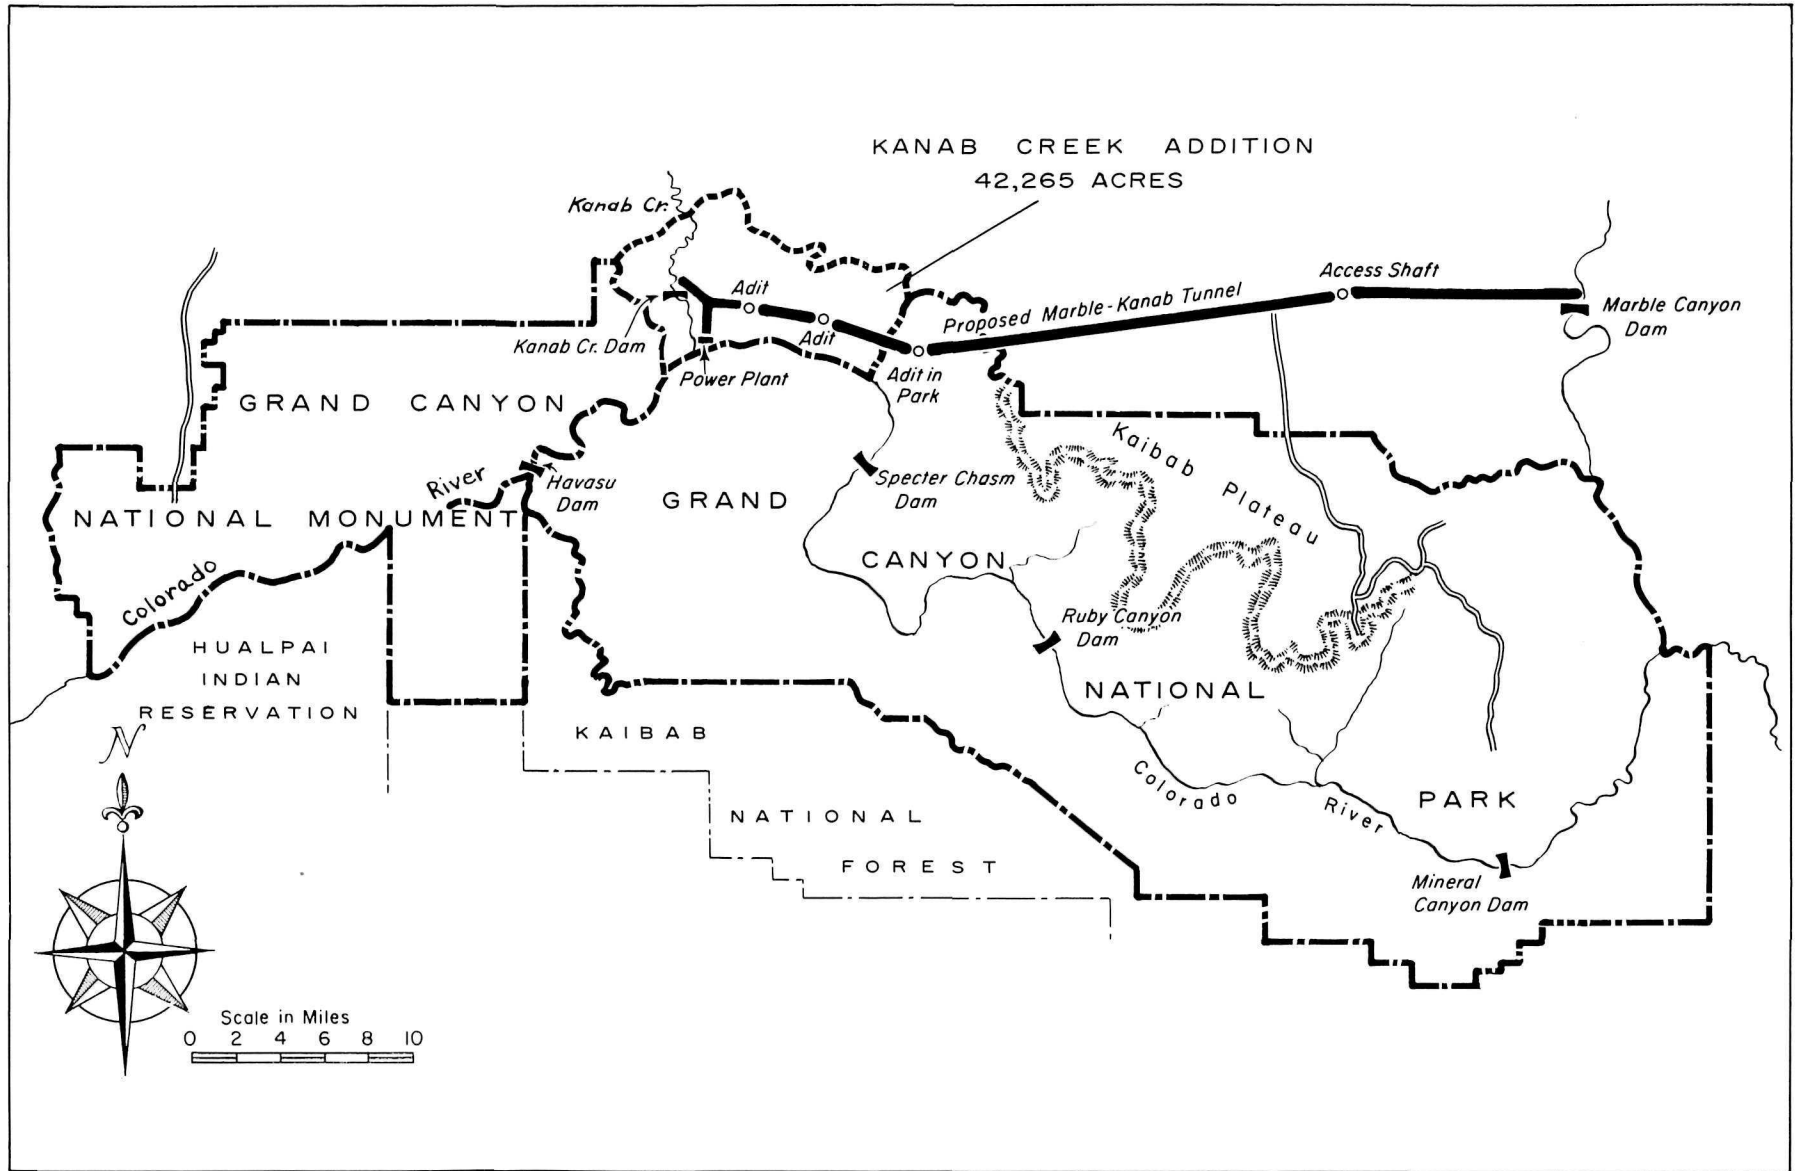 KANAB CREEK ADDITION
42,265 ACRES
Kanab Cr.
Access Shaft
Adit
Proposed Marble-Kanab Tunnel
Marble Canyon
Dam
Adit
Kanab Cr. Dam
Power Plant
Adit in
Park
GRAND CANYON
Kaibab Plateau
River
Havasu
Dam
GRAND
Specter Chasm
Dam
NATIONAL MONUMENT
CANYON
Colorado
Ruby Canyon
Dam
HUALPAI
INDIAN
RESERVATION
NATIONAL
N
KAIBAB
Colorado River
PARK
NATIONAL
FOREST
Mineral
Canyon Dam
Scale in Miles
0 2 4 6 8 10